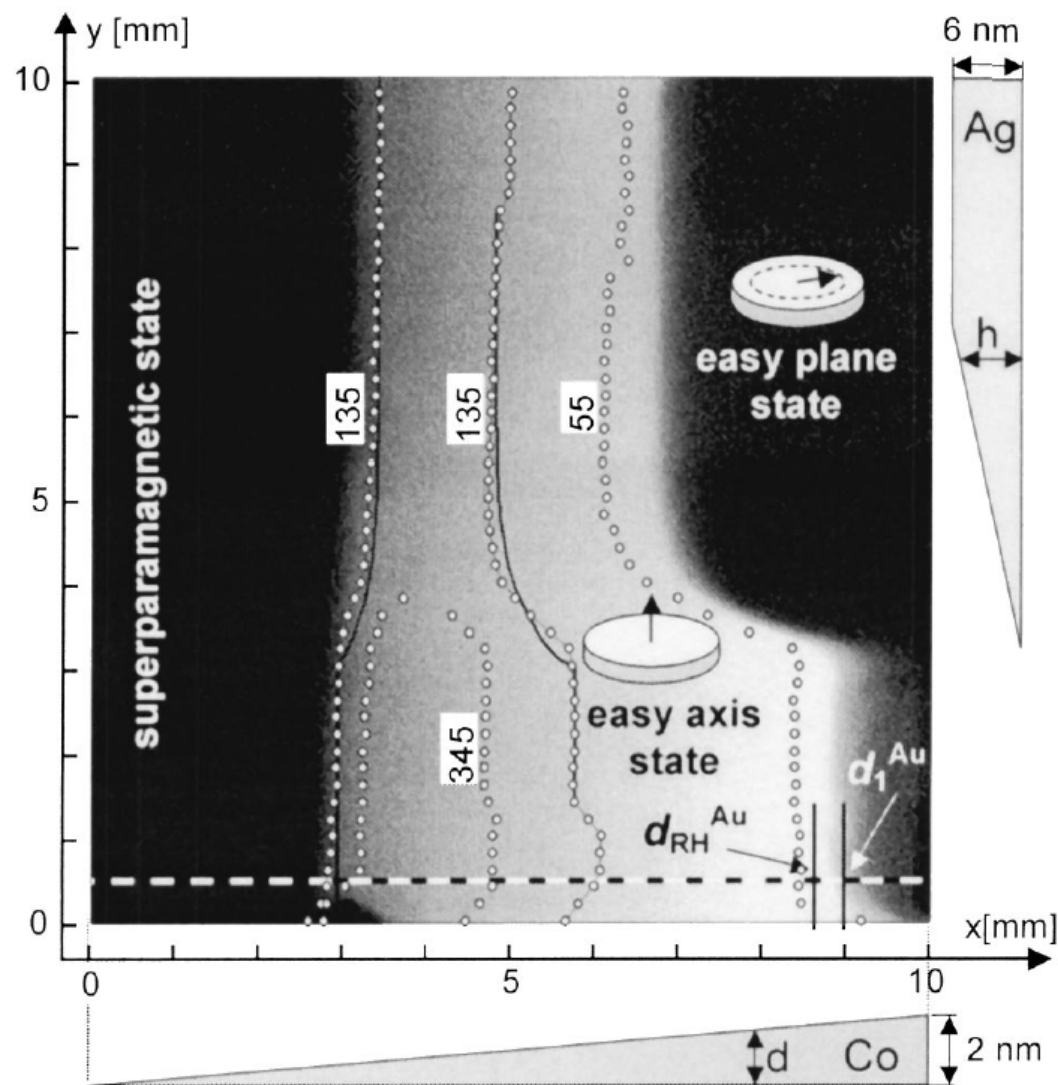 y [mm]
6 nm
10
Ag
superparamagnetic state
easy plane
state
h
135
135
55
5
easy axis
state
345
d₁ᴬᵘ
d_RHᴬᵘ
0
x[mm]
0
5
10
d
Co
2 nm